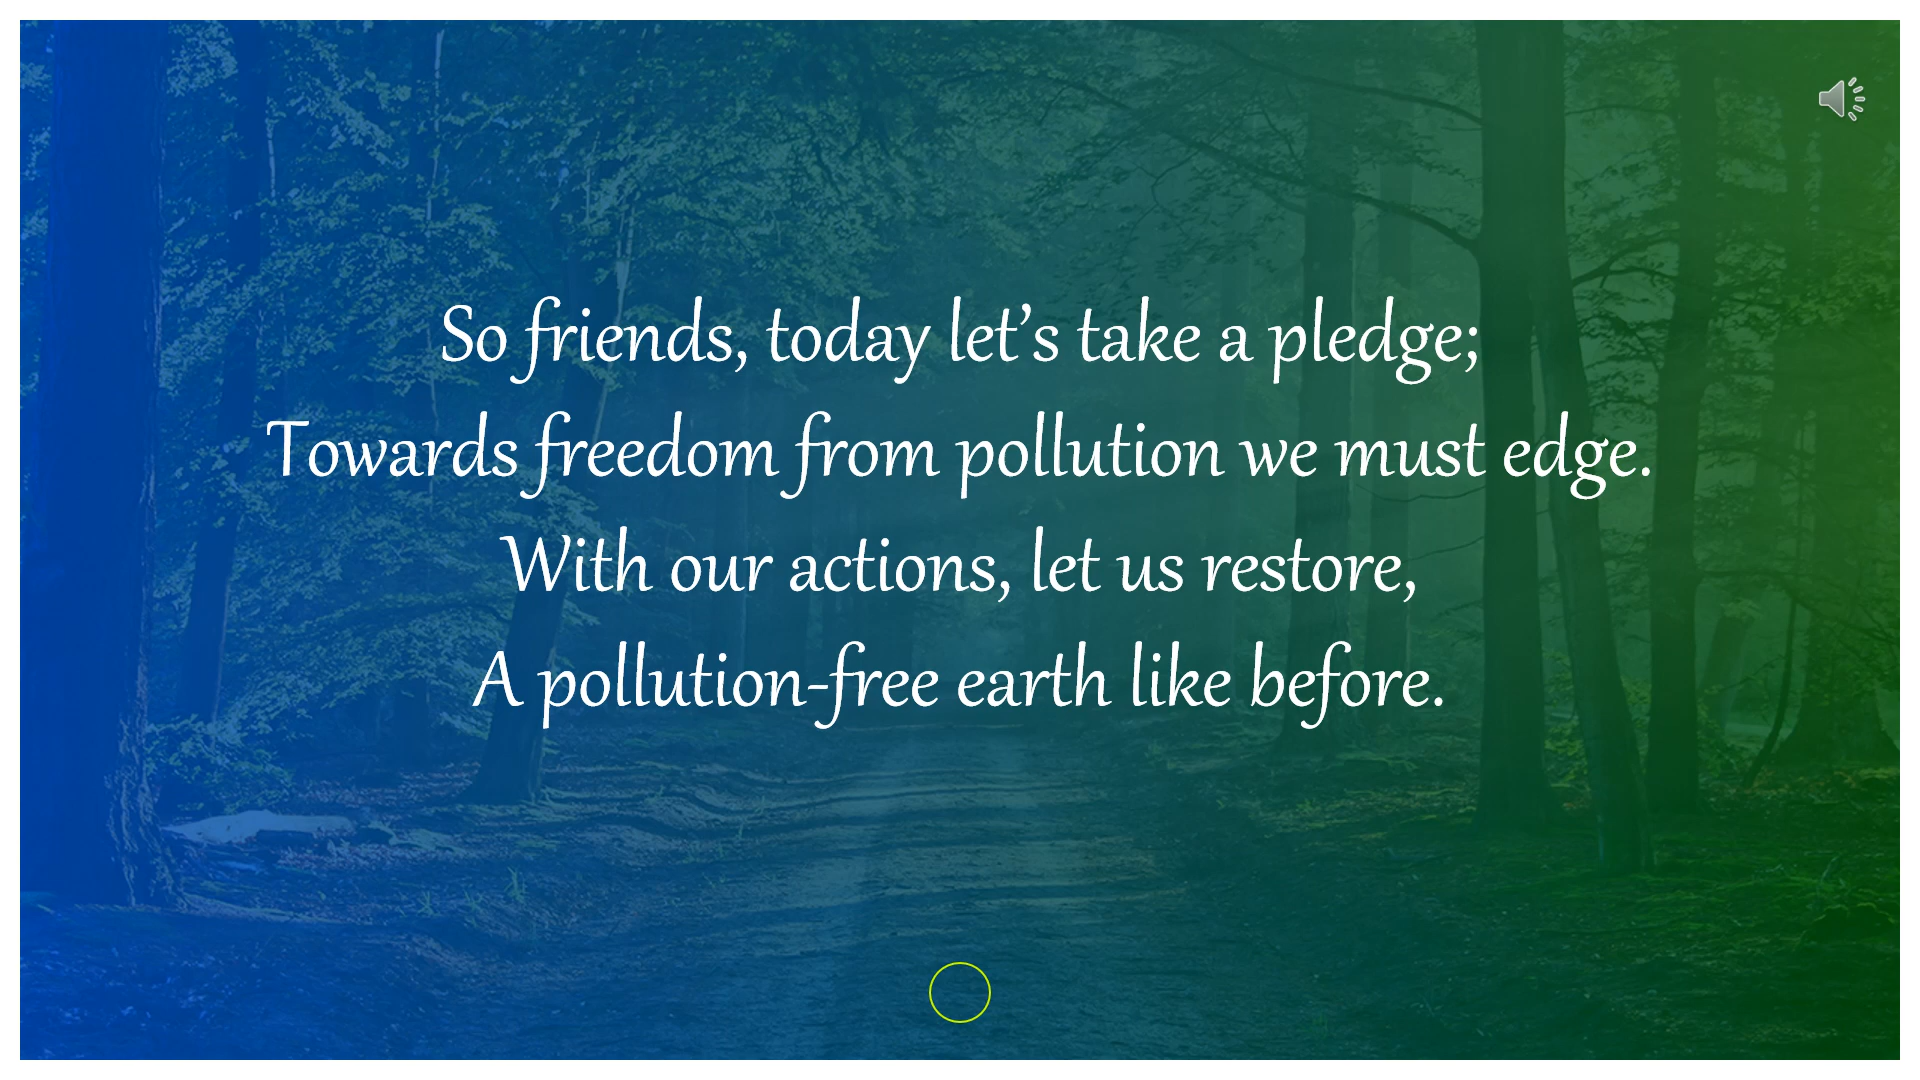 So friends, today let’s take a pledge;
Towards freedom from pollution we must edge.
With our actions, let us restore,
A pollution-free earth like before.